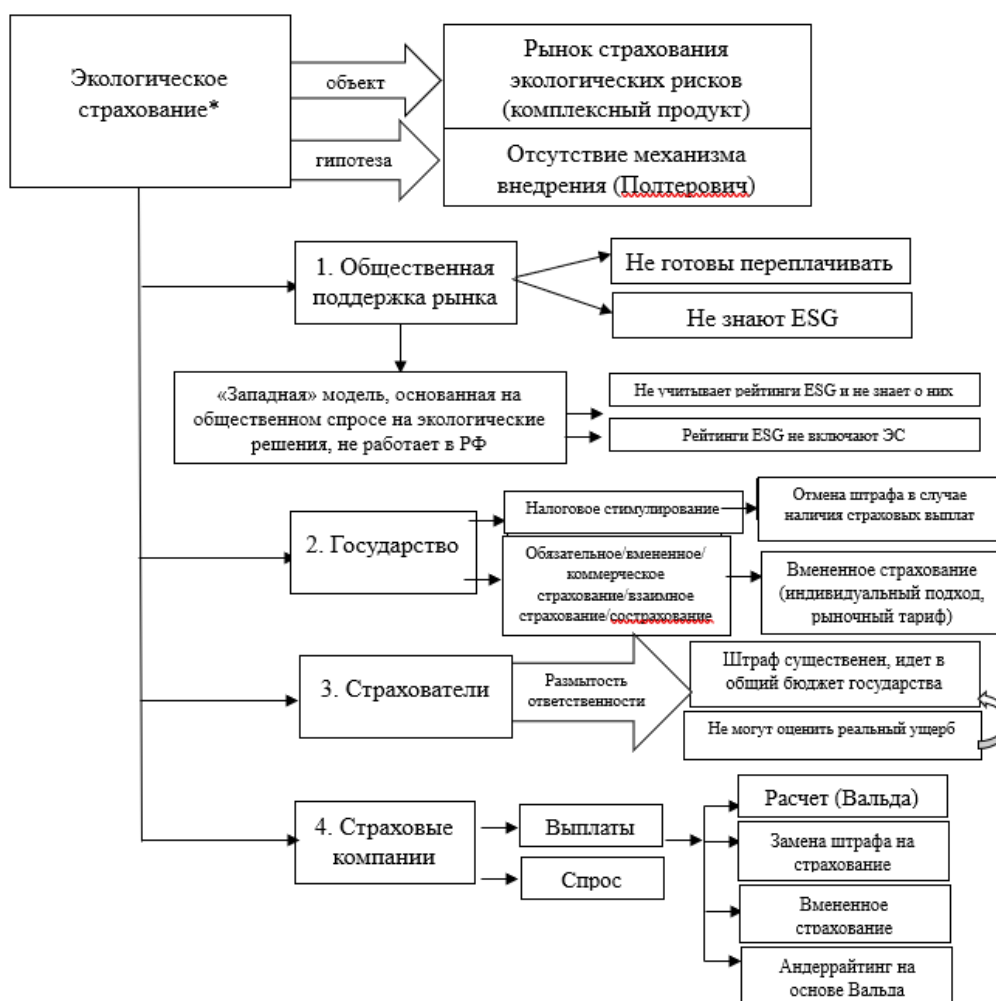 Экологическое
страхование*
объект
Рынок страхования
экологических рисков
(комплексный продукт)
гипотеза
Отсутствие механизма
внедрения (Полтерович)
1. Общественная
поддержка рынка
Не готовы переплачивать
Не знают ESG
«Западная» модель, основанная на
общественном спросе на экологические
решения, не работает в РФ
Не учитывает рейтинги ESG и не знает о них
Рейтинги ESG не включают ЭС
2. Государство
Налоговое стимулирование
Отмена штрафа в случае
наличия страховых выплат
Обязательное/вмененное/
коммерческое
страхование/взаимное
страхование/сострахование
Вмененное страхование
(индивидуальный подход,
рыночный тариф)
3. Страхователи
Размытость
ответственности
Штраф существенен, идет в
общий бюджет государства
Не могут оценить реальный ущерб
4. Страховые
компании
Выплаты
Спрос
Расчет (Вальда)
Замена штрафа на
страхование
Вмененное
страхование
Андеррайтинг на
основе Вальда